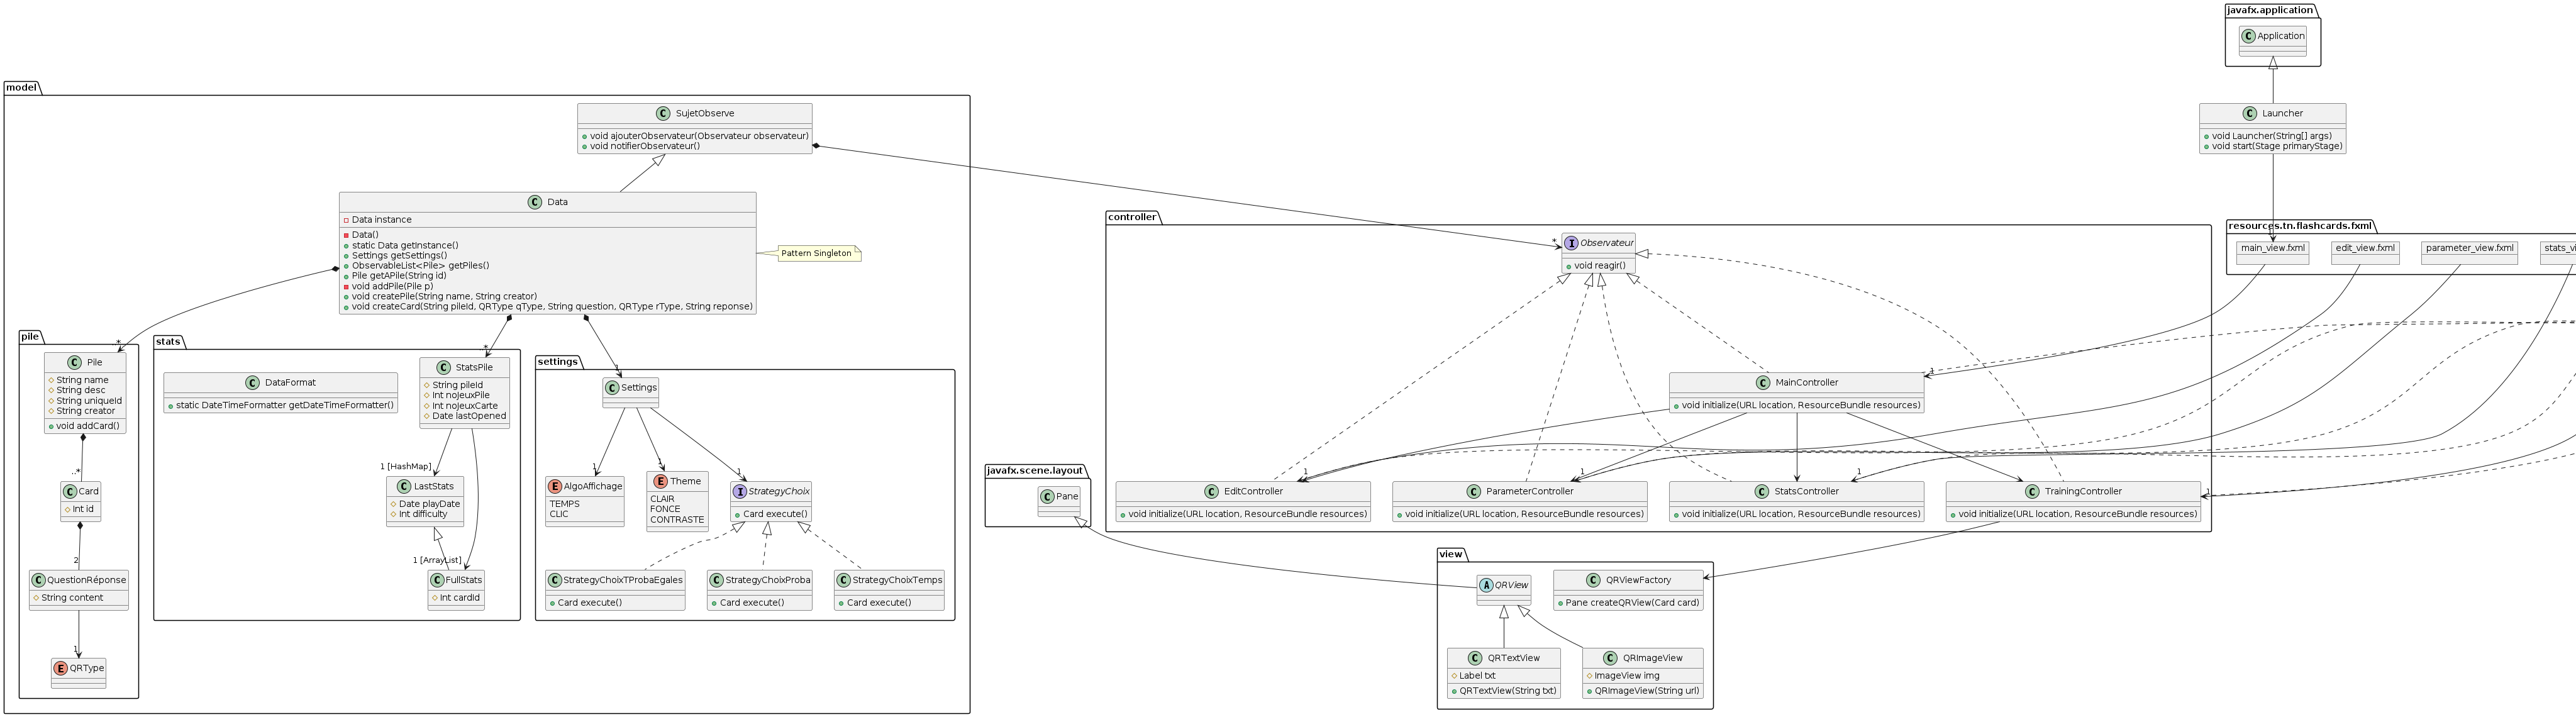 javafx.application
C Application
C Launcher
void Launcher(String[] args)
void start(Stage primaryStage)
model
C SujetObserve
void ajouterObservateur(Observateur observateur)
void notifierObservateur()
C Data
Data instance
Data()
static Data getInstance()
Settings getSettings()
ObservableList<Pile> getPiles()
Pile getAPile(String id)
void addPile(Pile p)
void createPile(String name, String creator)
void createCard(String pileId, QRType qType, String question, QRType rType, String reponse)
Pattern Singleton
pile
*
C Pile
String name
String desc
String uniqueId
String creator
void addCard()
..*
C Card
Int id
2
C QuestionRéponse
String content
1
E QRType
stats
C DataFormat
static DateTimeFormatter getDateTimeFormatter()
*
C StatsPile
String pileId
Int noJeuxPile
Int noJeuxCarte
Date lastOpened
1 [HashMap]
C LastStats
Date playDate
Int difficulty
1 [ArrayList]
C FullStats
Int cardId
settings
1
C Settings
1
E AlgoAffichage
TEMPS
CLIC
1
E Theme
CLAIR
FONCE
CONTRASTE
1
I StrategyChoix
Card execute()
C StrategyChoixTProbaEgales
Card execute()
C StrategyChoixProba
Card execute()
C StrategyChoixTemps
Card execute()
javafx.scene.layout
C Pane
controller
*
I Observateur
void reagir()
1
C MainController
void initialize(URL location, ResourceBundle resources)
1
C EditController
void initialize(URL location, ResourceBundle resources)
1
C ParameterController
void initialize(URL location, ResourceBundle resources)
1
C StatsController
void initialize(URL location, ResourceBundle resources)
1
C TrainingController
void initialize(URL location, ResourceBundle resources)
view
A QRView
C QRViewFactory
Pane createQRView(Card card)
C QRTextView
Label txt
QRTextView(String txt)
C QRImageView
ImageView img
QRImageView(String url)
resources.tn.flashcards.fxml
1
main_view.fxml
edit_view.fxml
parameter_view.fxml